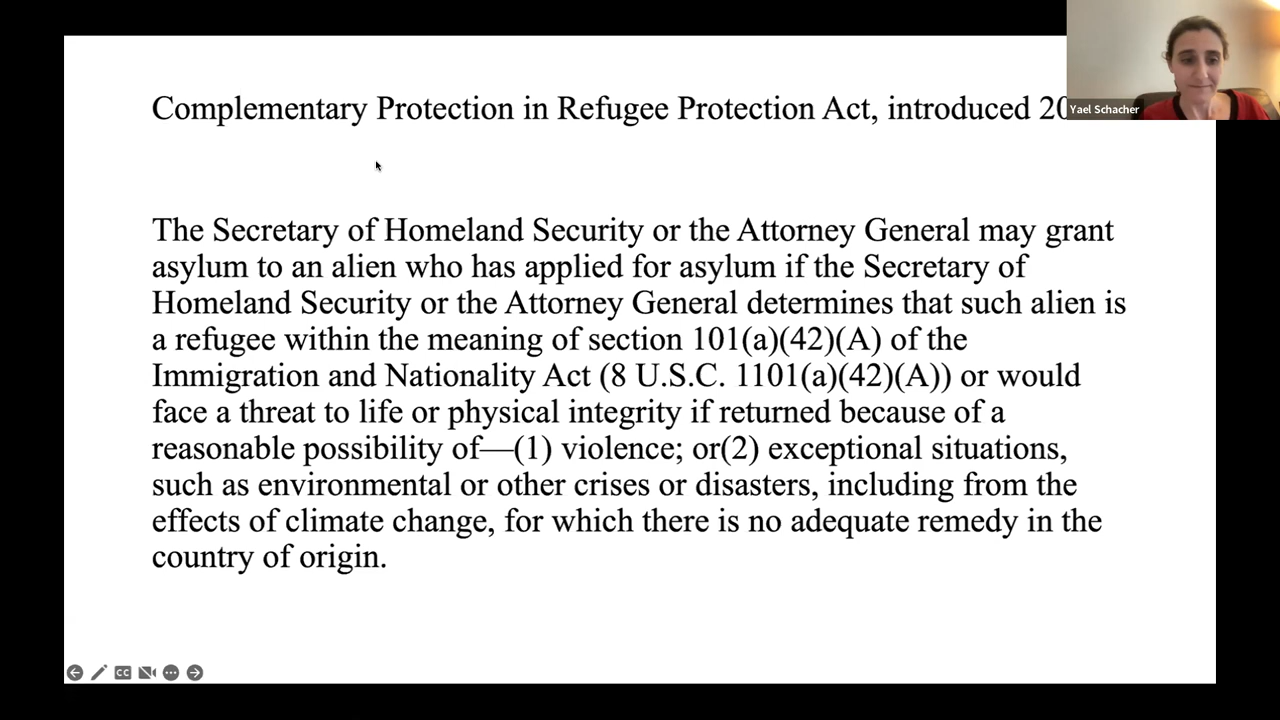 Complementary Protection in Refugee Protection Act, introduced 20
Yael Schacher
The Secretary of Homeland Security or the Attorney General may grant
asylum to an alien who has applied for asylum if the Secretary of
Homeland Security or the Attorney General determines that such alien is
a refugee within the meaning of section 101(a)(42)(A) of the
Immigration and Nationality Act (8 U.S.C. 1101(a)(42)(A)) or would
face a threat to life or physical integrity if returned because of a
reasonable possibility of—(1) violence; or(2) exceptional situations,
such as environmental or other crises or disasters, including from the
effects of climate change, for which there is no adequate remedy in the
country of origin.
CC